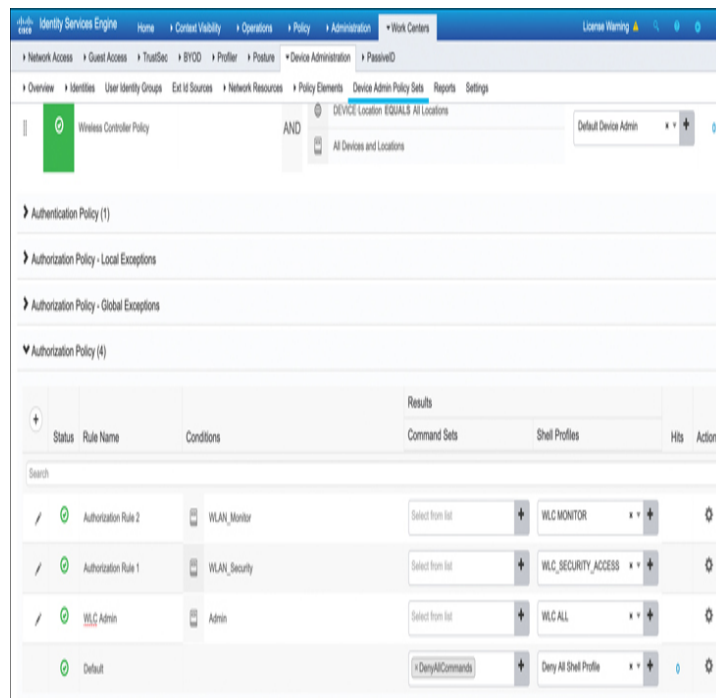 cisco Identity Services Engine Home Context Visibility Operations Policy Administration Work Centers License Warning
Network Access Guest Access TrustSec BYOD Profiler Posture Device Administration PassiveID
Overview Identities User Identity Groups Ext Id Sources Network Resources Policy Elements Device Admin Policy Sets Reports Settings
Wireless Controller Policy AND DEVICE Location EQUALS All Locations
All Devices and Locations
Default Device Admin x +
Authentication Policy (1)
Authorization Policy - Local Exceptions
Authorization Policy - Global Exceptions
Authorization Policy (4)
Results
+ Status Rule Name Conditions Command Sets Shell Profiles Hits Action
Search
Authorization Rule 2 WLAN_Monitor Select from list + WLC MONITOR x +
Authorization Rule 1 WLAN_Security Select from list + WLC_SECURITY_ACCESS x +
WLC Admin Admin Select from list + WLC ALL x +
Default ×DenyAllCommands + Deny All Shell Profile x + 0